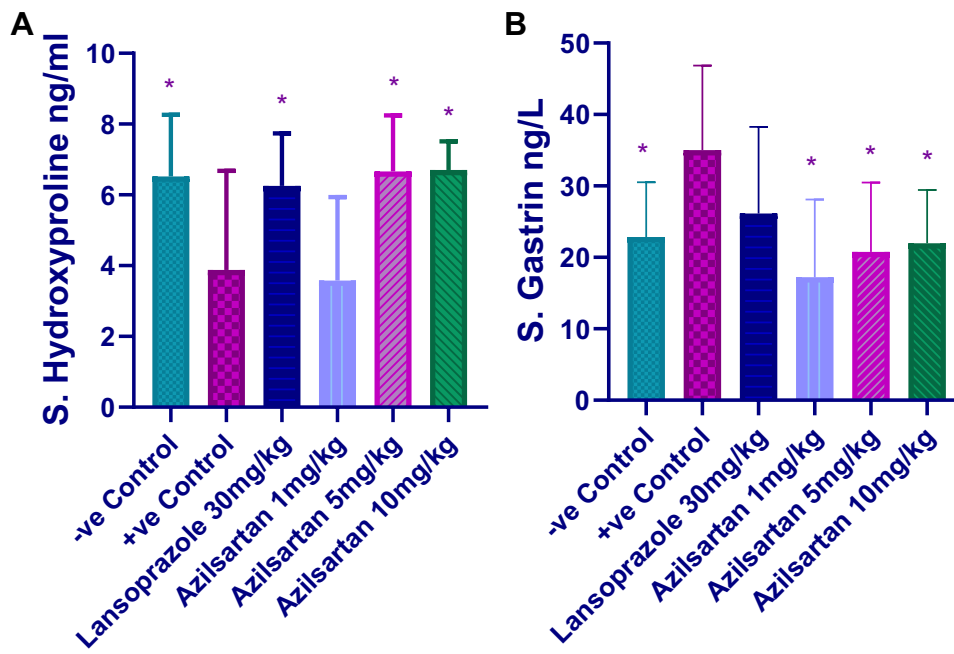 A
S. Hydroxyproline ng/ml
10
8
6
4
2
0
*
*
*
*
-ve Control
+ve Control
Lansoprazole 30mg/kg
Azilsartan 1mg/kg
Azilsartan 5mg/kg
Azilsartan 10mg/kg
B
S. Gastrin ng/L
50
40
30
20
10
0
*
*
*
*
-ve Control
+ve Control
Lansoprazole 30mg/kg
Azilsartan 1mg/kg
Azilsartan 5mg/kg
Azilsartan 10mg/kg